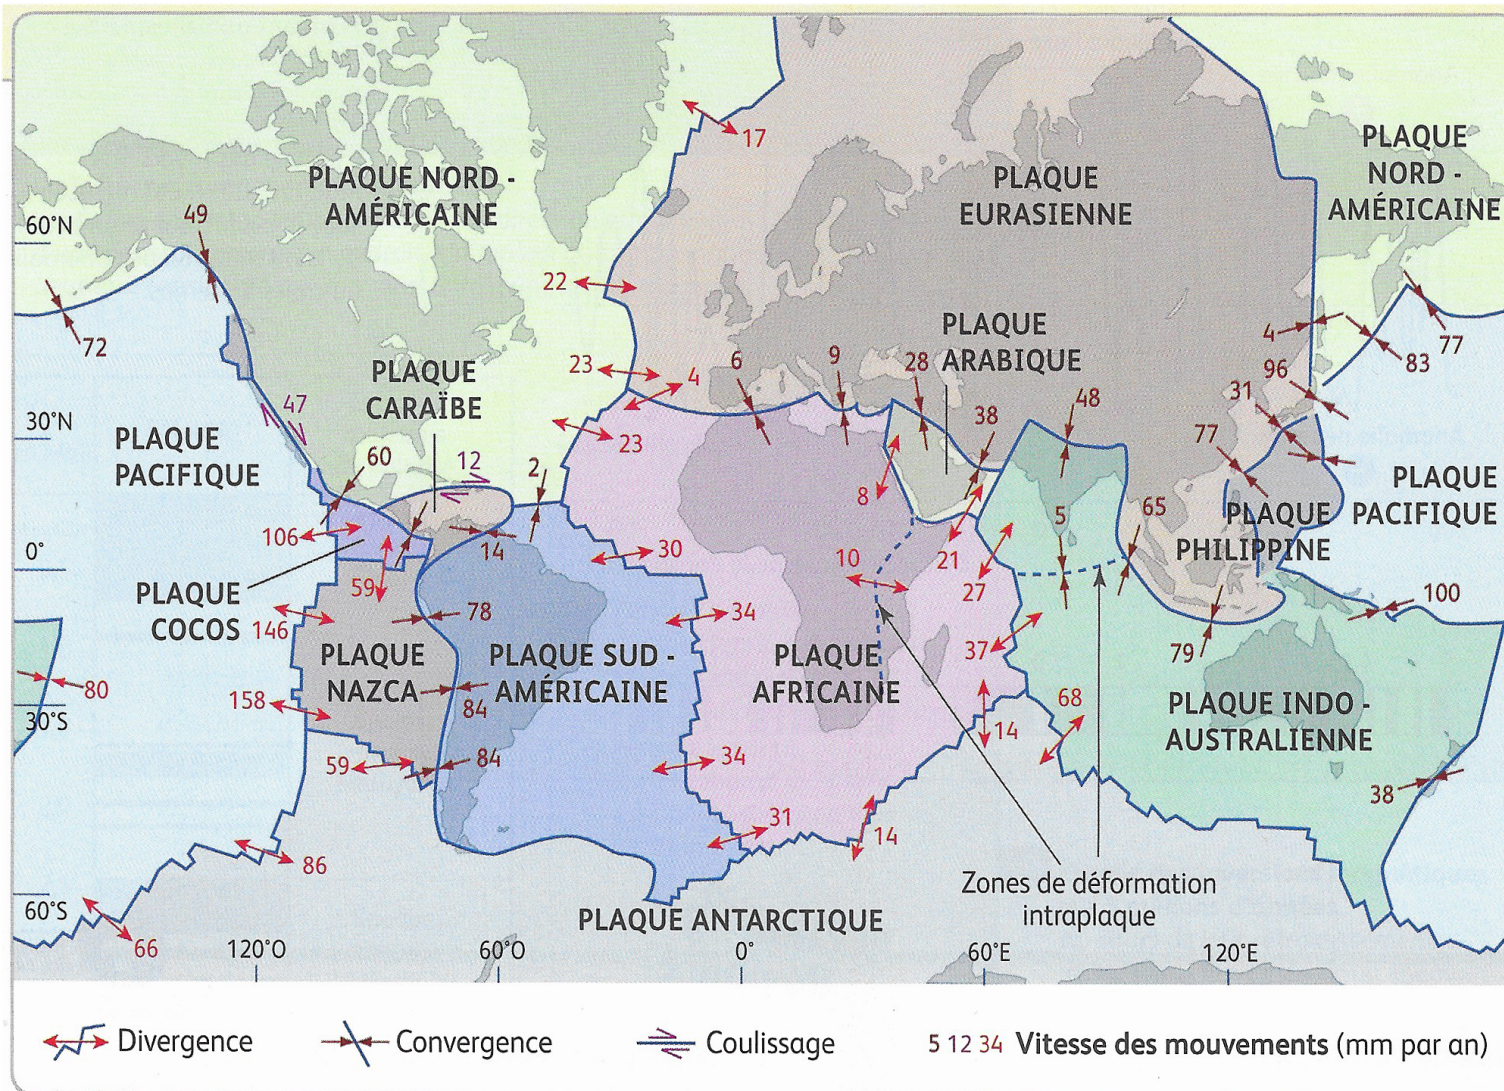 PLAQUE
NORD -
AMÉRICAINE
17
PLAQUE NORD -
AMÉRICAINE
PLAQUE
EURASIENNE
49
60°N
22
72
PLAQUE
ARABIQUE
4
77
83
23
4
6
9
28
PLAQUE
CARAÏBE
96
31
47
48
38
30°N
PLAQUE
PACIFIQUE
23
60
12
2
77
8
PLAQUE
PACIFIQUE
65
5
PLAQUE
PHILIPPINE
106
14
0°
30
10
21
59
27
PLAQUE
COCOS
100
146
78
34
37
79
PLAQUE
NAZCA
PLAQUE SUD -
AMÉRICAINE
PLAQUE
AFRICAINE
80
158
84
68
PLAQUE INDO -
AUSTRALIENNE
30°S
14
59
84
34
38
31
14
86
Zones de déformation
intraplaque
60°S
PLAQUE ANTARCTIQUE
66
120°O
60°O
0°
60°E
120°E
Divergence
Convergence
Coulissage
5 12 34 Vitesse des mouvements (mm par an)